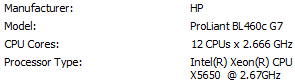 Manufacturer: HP
Model: ProLiant BL460c G7
CPU Cores: 12 CPUs x 2.666 GHz
Processor Type: Intel(R) Xeon(R) CPU
X5650 @ 2.67GHz